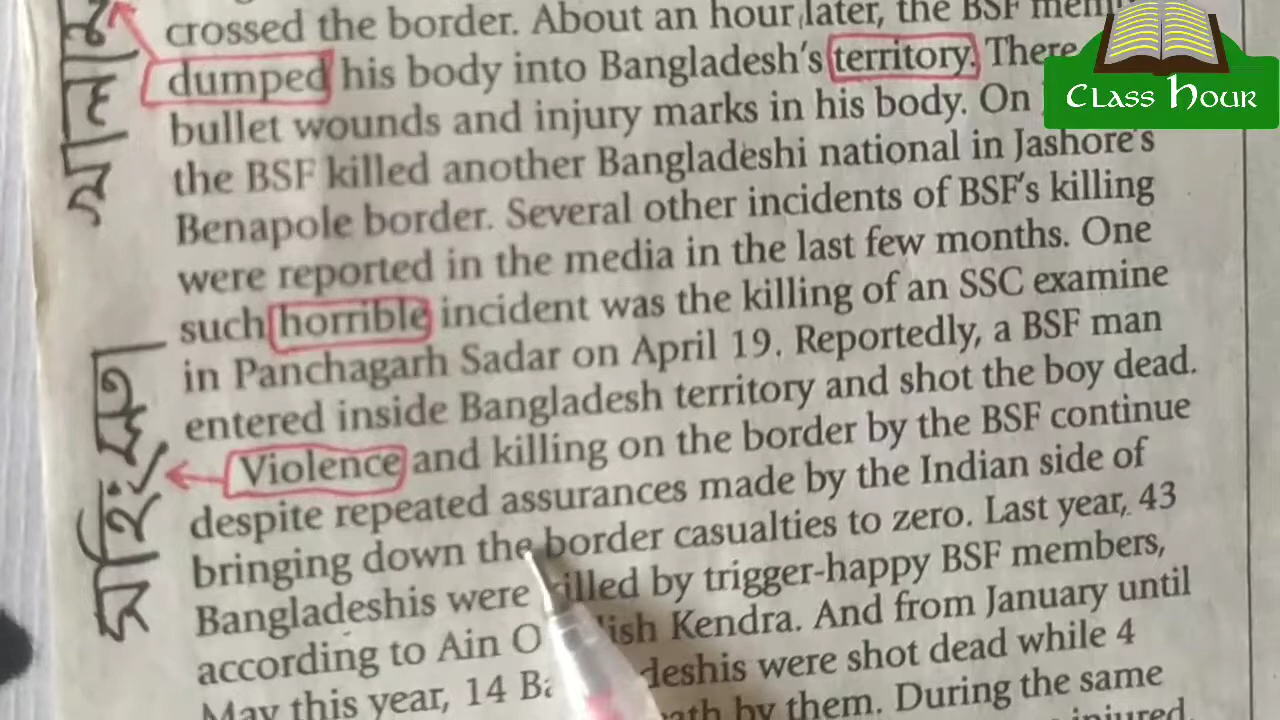 crossed the border. About an hour later, the BSF
dumped his body into Bangladesh's territory. There
bullet wounds and injury marks in his body. On
the BSF killed another Bangladeshi national in Jashore's
Benapole border. Several other incidents of BSF's killing
were reported in the media in the last few months. One
such horrible incident was the killing of an SSC examine
in Panchagarh Sadar on April 19. Reportedly, a BSF man
entered inside Bangladesh territory and shot the boy dead.
Violence and killing on the border by the BSF continue
despite repeated assurances made by the Indian side of
bringing down the border casualties to zero. Last year, 43
Bangladeshis were killed by trigger-happy BSF members,
according to Ain O Kendra. And from January until
May this year, 14 were shot dead while 4
by them. During the same
injured
Class Hour